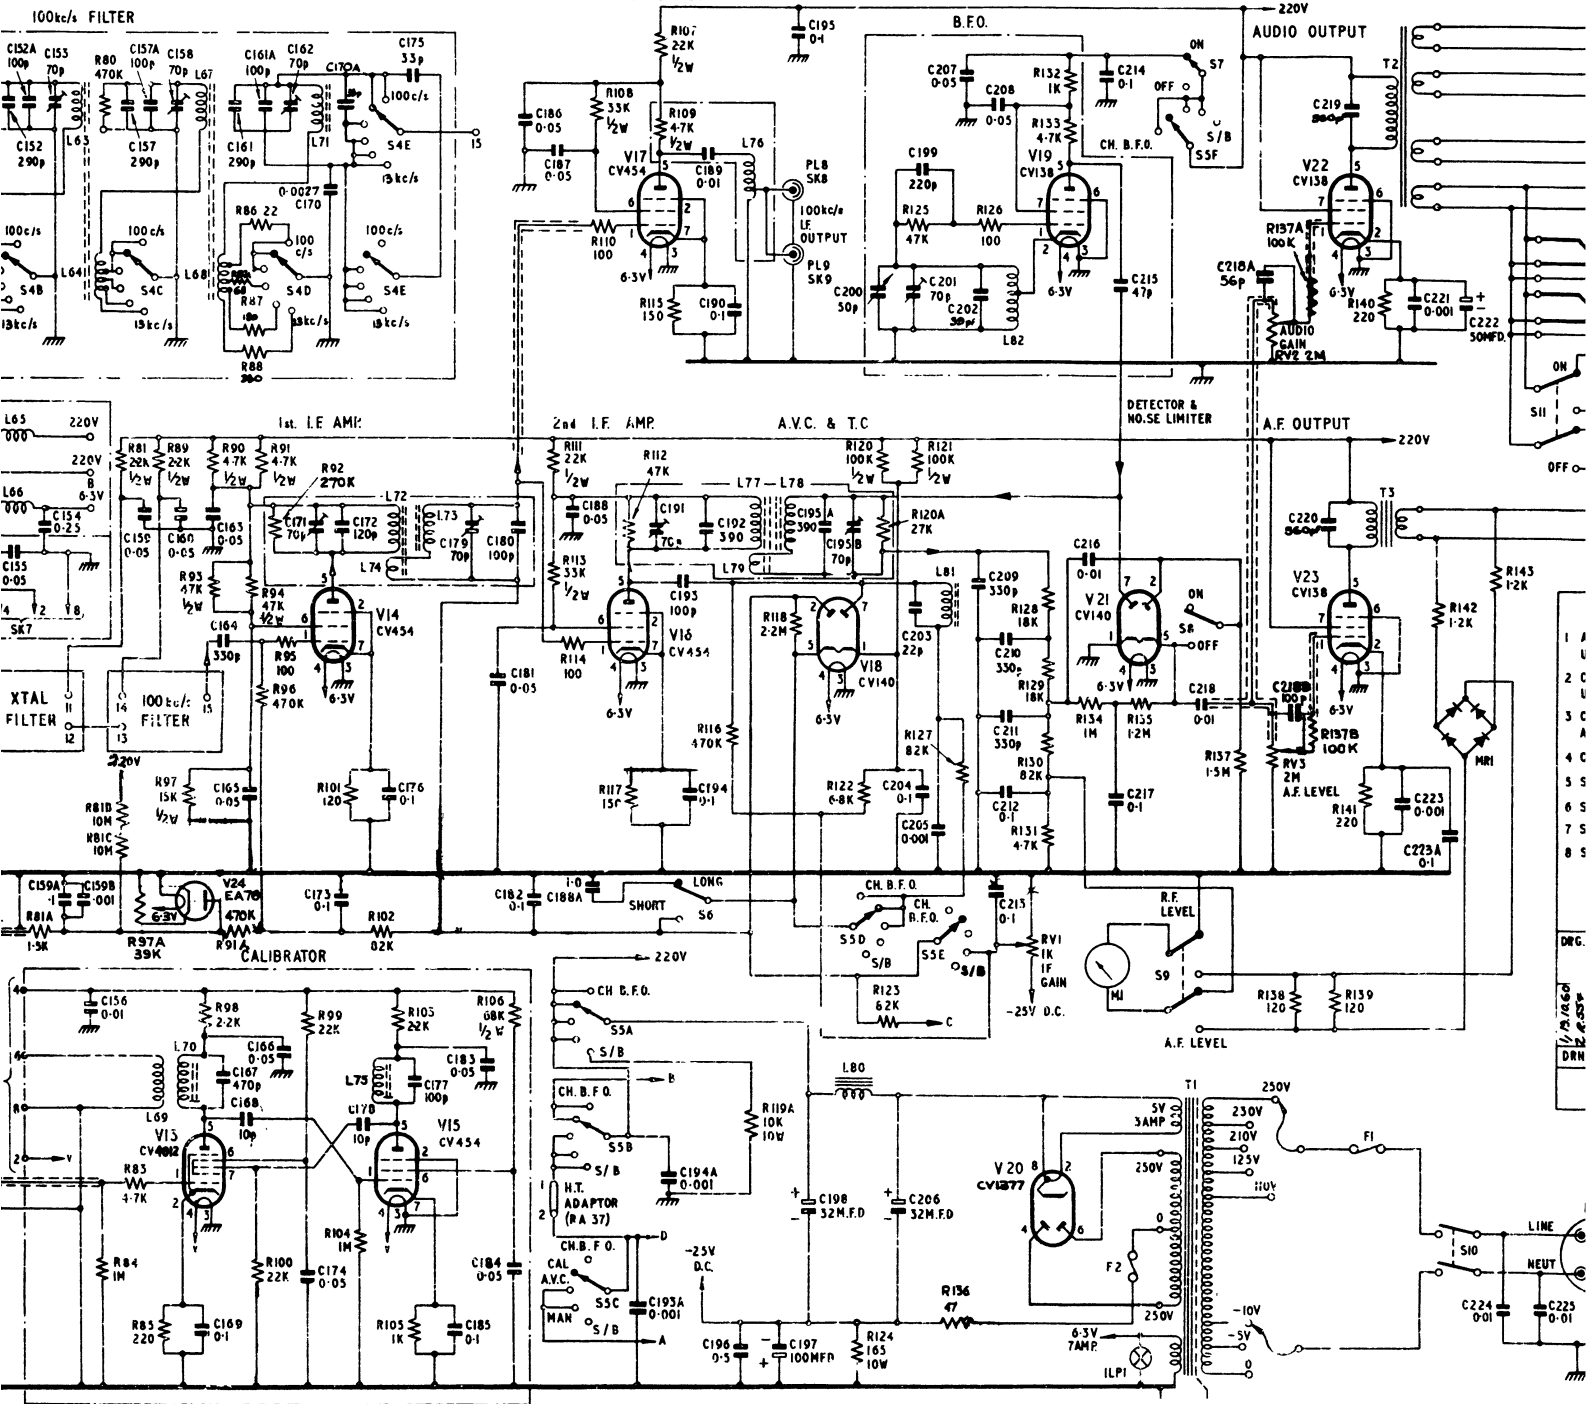 100kc/s FILTER
B.F.O.
AUDIO OUTPUT
220V
C152A
100p
C153
70p
R80
470K
C157A
100p
C158
70p
L67
C161A
100p
C162
70p
C170A
C175
33p
100c/s
S4E
15
13kc/s
C152
290p
L63
C157
290p
C161
290p
L71
0.0027
C170
R107
22K
1/2W
C195
0.1
C186
0.05
R108
33K
1/2W
R109
4.7K
1/2W
C187
0.05
V17
CV454
C189
0.01
L76
PL8
SK8
100kc/s
I.F.
OUTPUT
PL9
SK9
R110
100
6.3V
R115
150
C190
0.1
C207
0.05
C208
0.05
R132
1K
C214
0.1
R133
4.7K
ON
S7
OFF
S/B
S5F
CH. B.F.O.
C199
220p
V19
CV138
R125
47K
R126
100
C200
50p
C201
70p
C202
L82
6.3V
C215
47p
T2
C219
V22
CV138
R137A
100K
C218A
56p
6.3V
R140
220
C221
0.001
C222
50MFD.
AUDIO
GAIN
RV2 2M
ON
S11
OFF
100c/s
L64
S4B
13kc/s
100c/s
L68
S4C
13kc/s
R86 22
100
c/s
S4D
R87
13kc/s
R88
100c/s
S4E
13kc/s
1st. I.F. AMP.
2nd I.F. AMP.
A.V.C. & T.C
DETECTOR &
NOISE LIMITER
A.F. OUTPUT
220V
L65
220V
220V
B
6.3V
L66
C154
0.25
C155
0.05
SK7
R81
22K
1/2W
R89
22K
1/2W
R90
4.7K
1/2W
R91
4.7K
1/2W
C159
0.05
C160
0.05
C163
0.05
R92
270K
L72
L73
C171
70p
C172
120p
C179
70p
C180
100p
L74
R93
47K
1/2W
R94
47K
1/2W
C164
330p
R95
100
R96
470K
V14
CV454
6.3V
R111
22K
1/2W
R112
47K
C188
0.05
C191
C192
390
R113
33K
1/2W
L77
L78
C195A
390
C195B
70p
L79
C193
100p
V16
CV454
R114
100
6.3V
C181
0.05
R120
100K
1/2W
R121
100K
1/2W
R120A
27K
R118
2.2M
V18
CV140
6.3V
L81
C203
22p
C209
330p
R128
18K
C210
330p
R129
18K
C211
330p
R130
82K
C212
0.1
R131
4.7K
C216
0.01
V21
CV140
ON
S8
OFF
6.3V
R134
1M
R135
1.2M
C218
0.01
C217
0.1
R137
1.5M
RV3
2M
A.F. LEVEL
C218B
100p
R137B
100K
C220
T3
V23
CV138
6.3V
R141
220
C223
0.001
C223A
0.1
R142
1.2K
R143
1.2K
MR1
XTAL
FILTER
11
12
14
13
15
100kc/s
FILTER
220V
R81B
10M
R81C
10M
R97
15K
1/2W
C165
0.05
R101
120
C176
0.1
R117
C194
0.1
R116
470K
R122
6.8K
C204
0.1
C205
0.001
R127
82K
C159A
.1
C159B
.001
R81A
1.5K
6.3V
R97A
39K
V24
EA76
470K
R91A
C173
0.1
R102
82K
C182
0.1
1.0
C188A
SHORT
LONG
S6
CH. B.F.O.
S5D
S/B
CH.
B.F.O.
S5E
S/B
C213
0.1
RV1
1K
IF
GAIN
-25V D.C.
R123
82K
C
M1
R.F.
LEVEL
S9
A.F. LEVEL
R138
120
R139
120
CALIBRATOR
C156
0.01
R98
2.2K
R99
22K
C166
0.05
L70
C167
470p
L69
C168
10p
V13
CV4012
R83
4.7K
R84
1M
R85
220
C169
0.1
R100
22K
C174
0.05
R103
22K
R106
68K
1/2W
C183
0.05
L75
C177
100p
C178
10p
V15
CV454
R104
1M
C184
0.05
R105
1K
C185
0.1
220V
CH B.F.O.
S5A
S/B
B
CH. B.F.O.
S5B
S/B
H.T.
ADAPTOR
(RA 37)
D
CH.B.F.O.
CAL
A.V.C.
S5C
MAN
S/B
A
R119A
10K
10W
C194A
0.001
C193A
0.001
-25V
D.C.
L80
C198
32M.F.D
C206
32M.F.D
C196
0.5
C197
100MFD
R124
165
10W
R136
47
V20
CV1377
F2
T1
5V
3AMP
250V
0
250V
6.3V
7AMP.
ILP1
250V
230V
210V
125V
110V
F1
-10V
-5V
0
S10
LINE
NEUT
C224
0.01
C225
0.01
DRG.
DRN